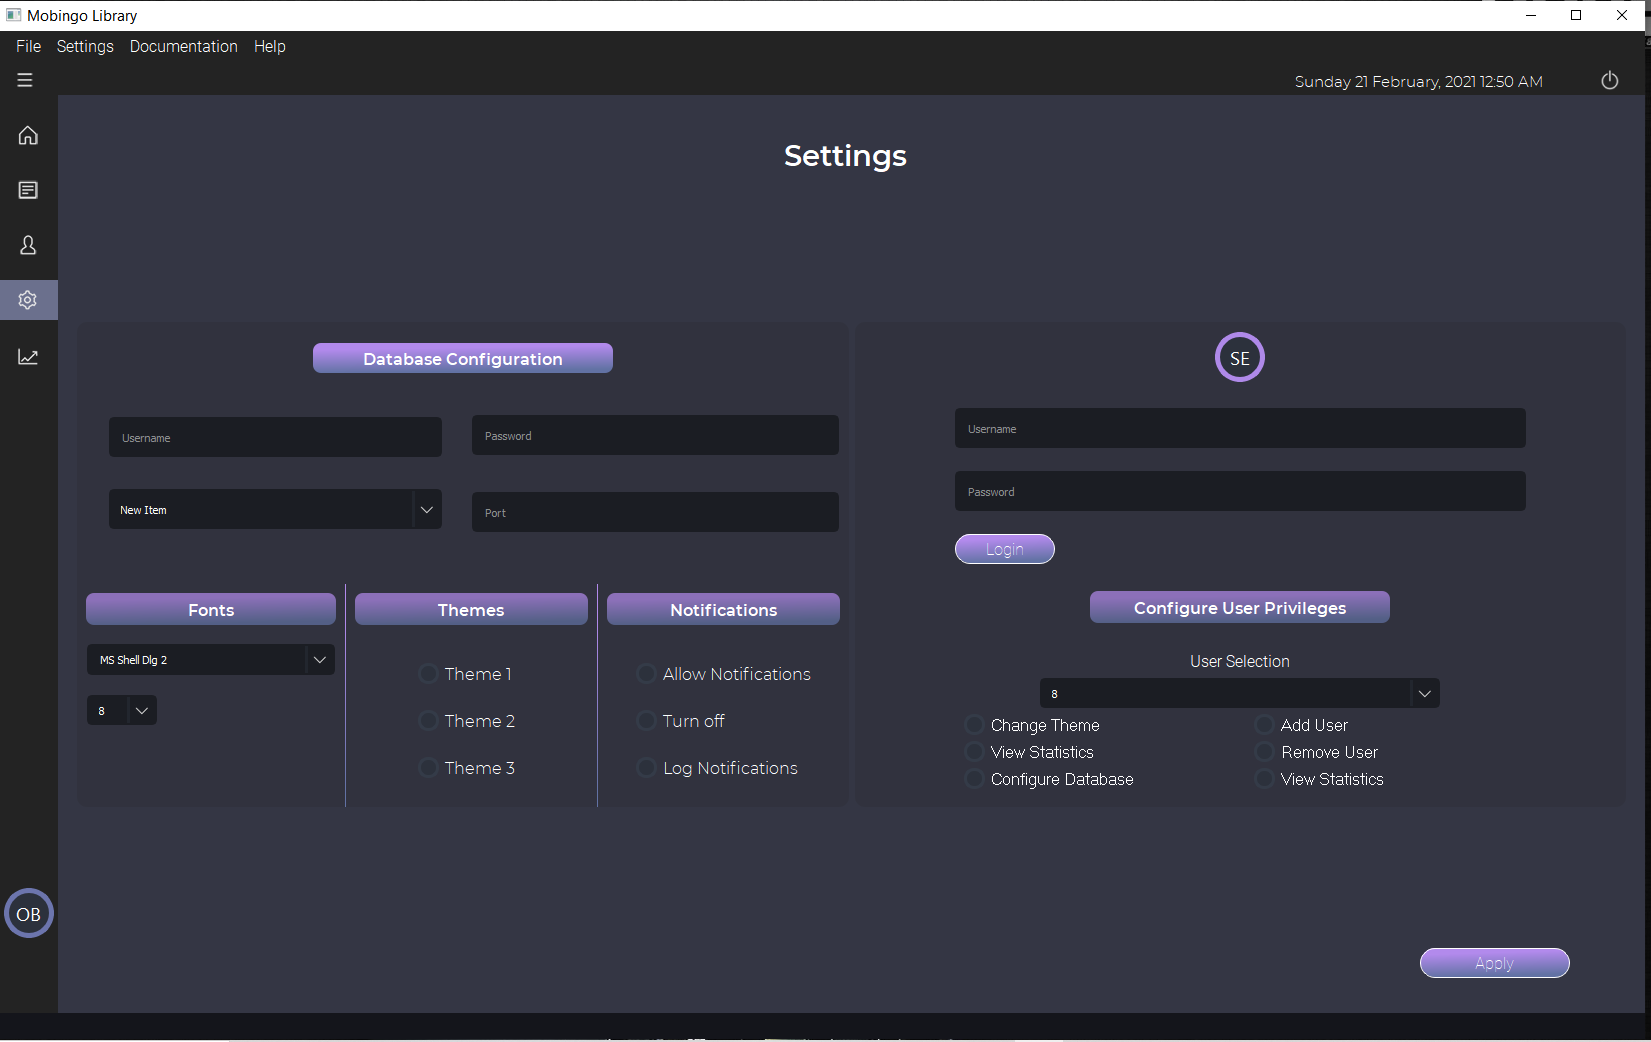 Mobingo Library
File Settings Documentation Help
Sunday 21 February, 2021 12:50 AM
Settings
Database Configuration
Username
Password
New Item
Port
Fonts
MS Shell Dlg 2
8
Themes
Theme 1
Theme 2
Theme 3
Notifications
Allow Notifications
Turn off
Log Notifications
SE
Username
Password
Login
Configure User Privileges
User Selection
8
Change Theme
Add User
View Statistics
Remove User
Configure Database
View Statistics
OB
Apply